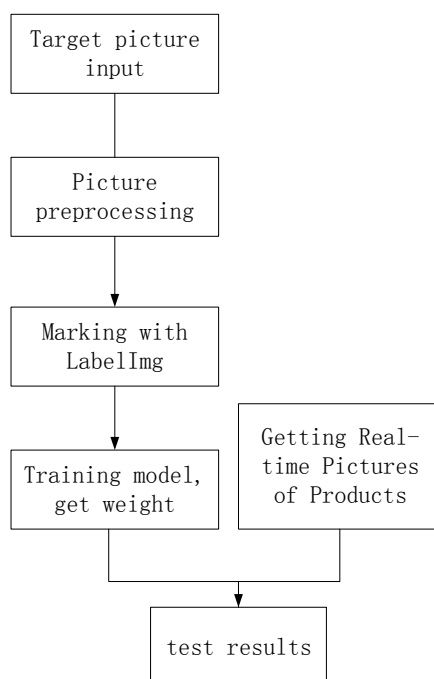 Target picture
input
Picture
preprocessing
Marking with
LabelImg
Training model,
get weight
Getting Real-
time Pictures
of Products
test results